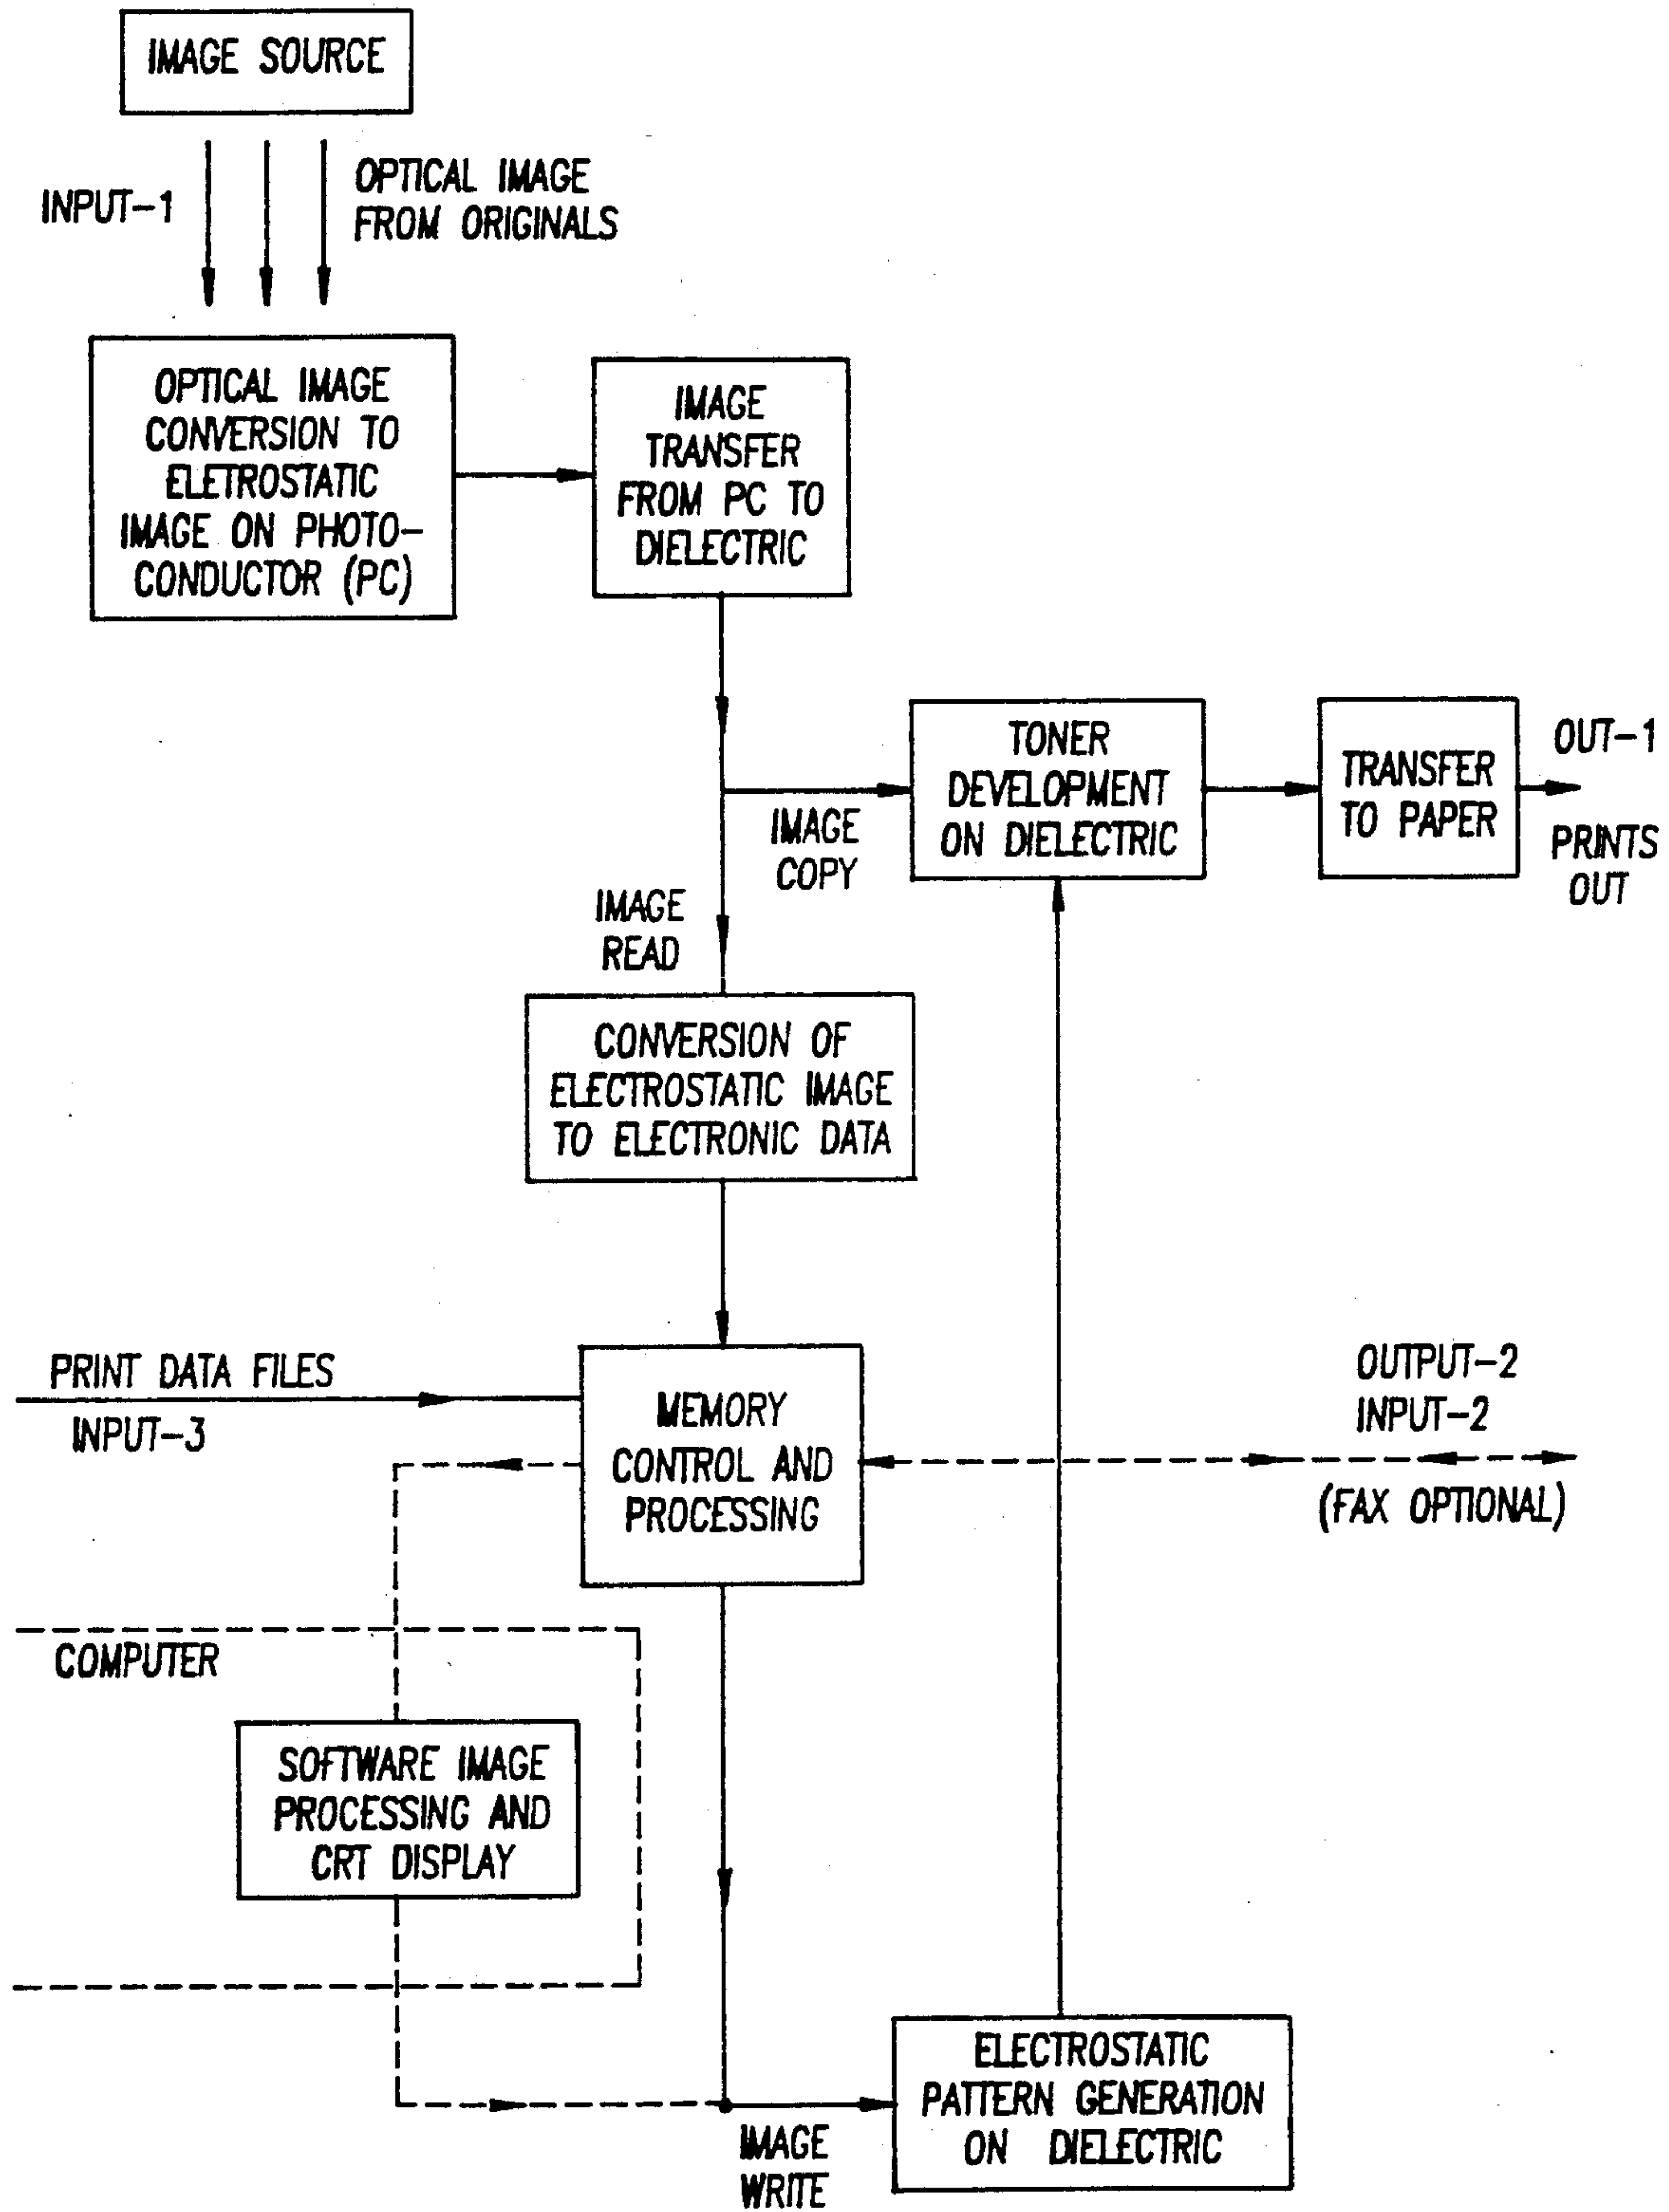 IMAGE SOURCE
INPUT-1
OPTICAL IMAGE
FROM ORIGINALS
OPTICAL IMAGE
CONVERSION TO
ELETROSTATIC
IMAGE ON PHOTO-
CONDUCTOR (PC)
IMAGE
TRANSFER
FROM PC TO
DIELECTRIC
IMAGE
COPY
TONER
DEVELOPMENT
ON DIELECTRIC
TRANSFER
TO PAPER
OUT-1
PRINTS
OUT
IMAGE
READ
CONVERSION OF
ELECTROSTATIC IMAGE
TO ELECTRONIC DATA
PRINT DATA FILES
INPUT-3
MEMORY
CONTROL AND
PROCESSING
OUTPUT-2
INPUT-2
(FAX OPTIONAL)
COMPUTER
SOFTWARE IMAGE
PROCESSING AND
CRT DISPLAY
IMAGE
WRITE
ELECTROSTATIC
PATTERN GENERATION
ON DIELECTRIC